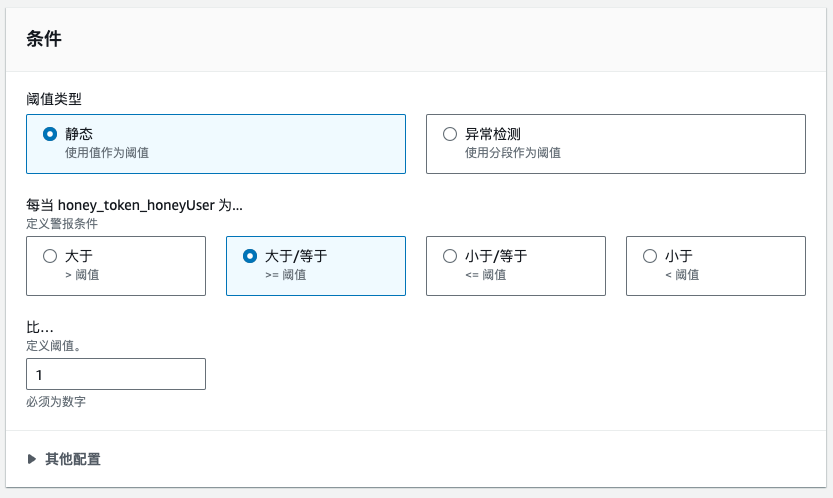 条件
阈值类型
静态
使用值作为阈值
异常检测
使用分段作为阈值
每当 honey_token_honeyUser 为...
定义警报条件
大于
> 阈值
大于/等于
>= 阈值
小于/等于
<= 阈值
小于
< 阈值
比…
定义阈值。
1
必须为数字
其他配置